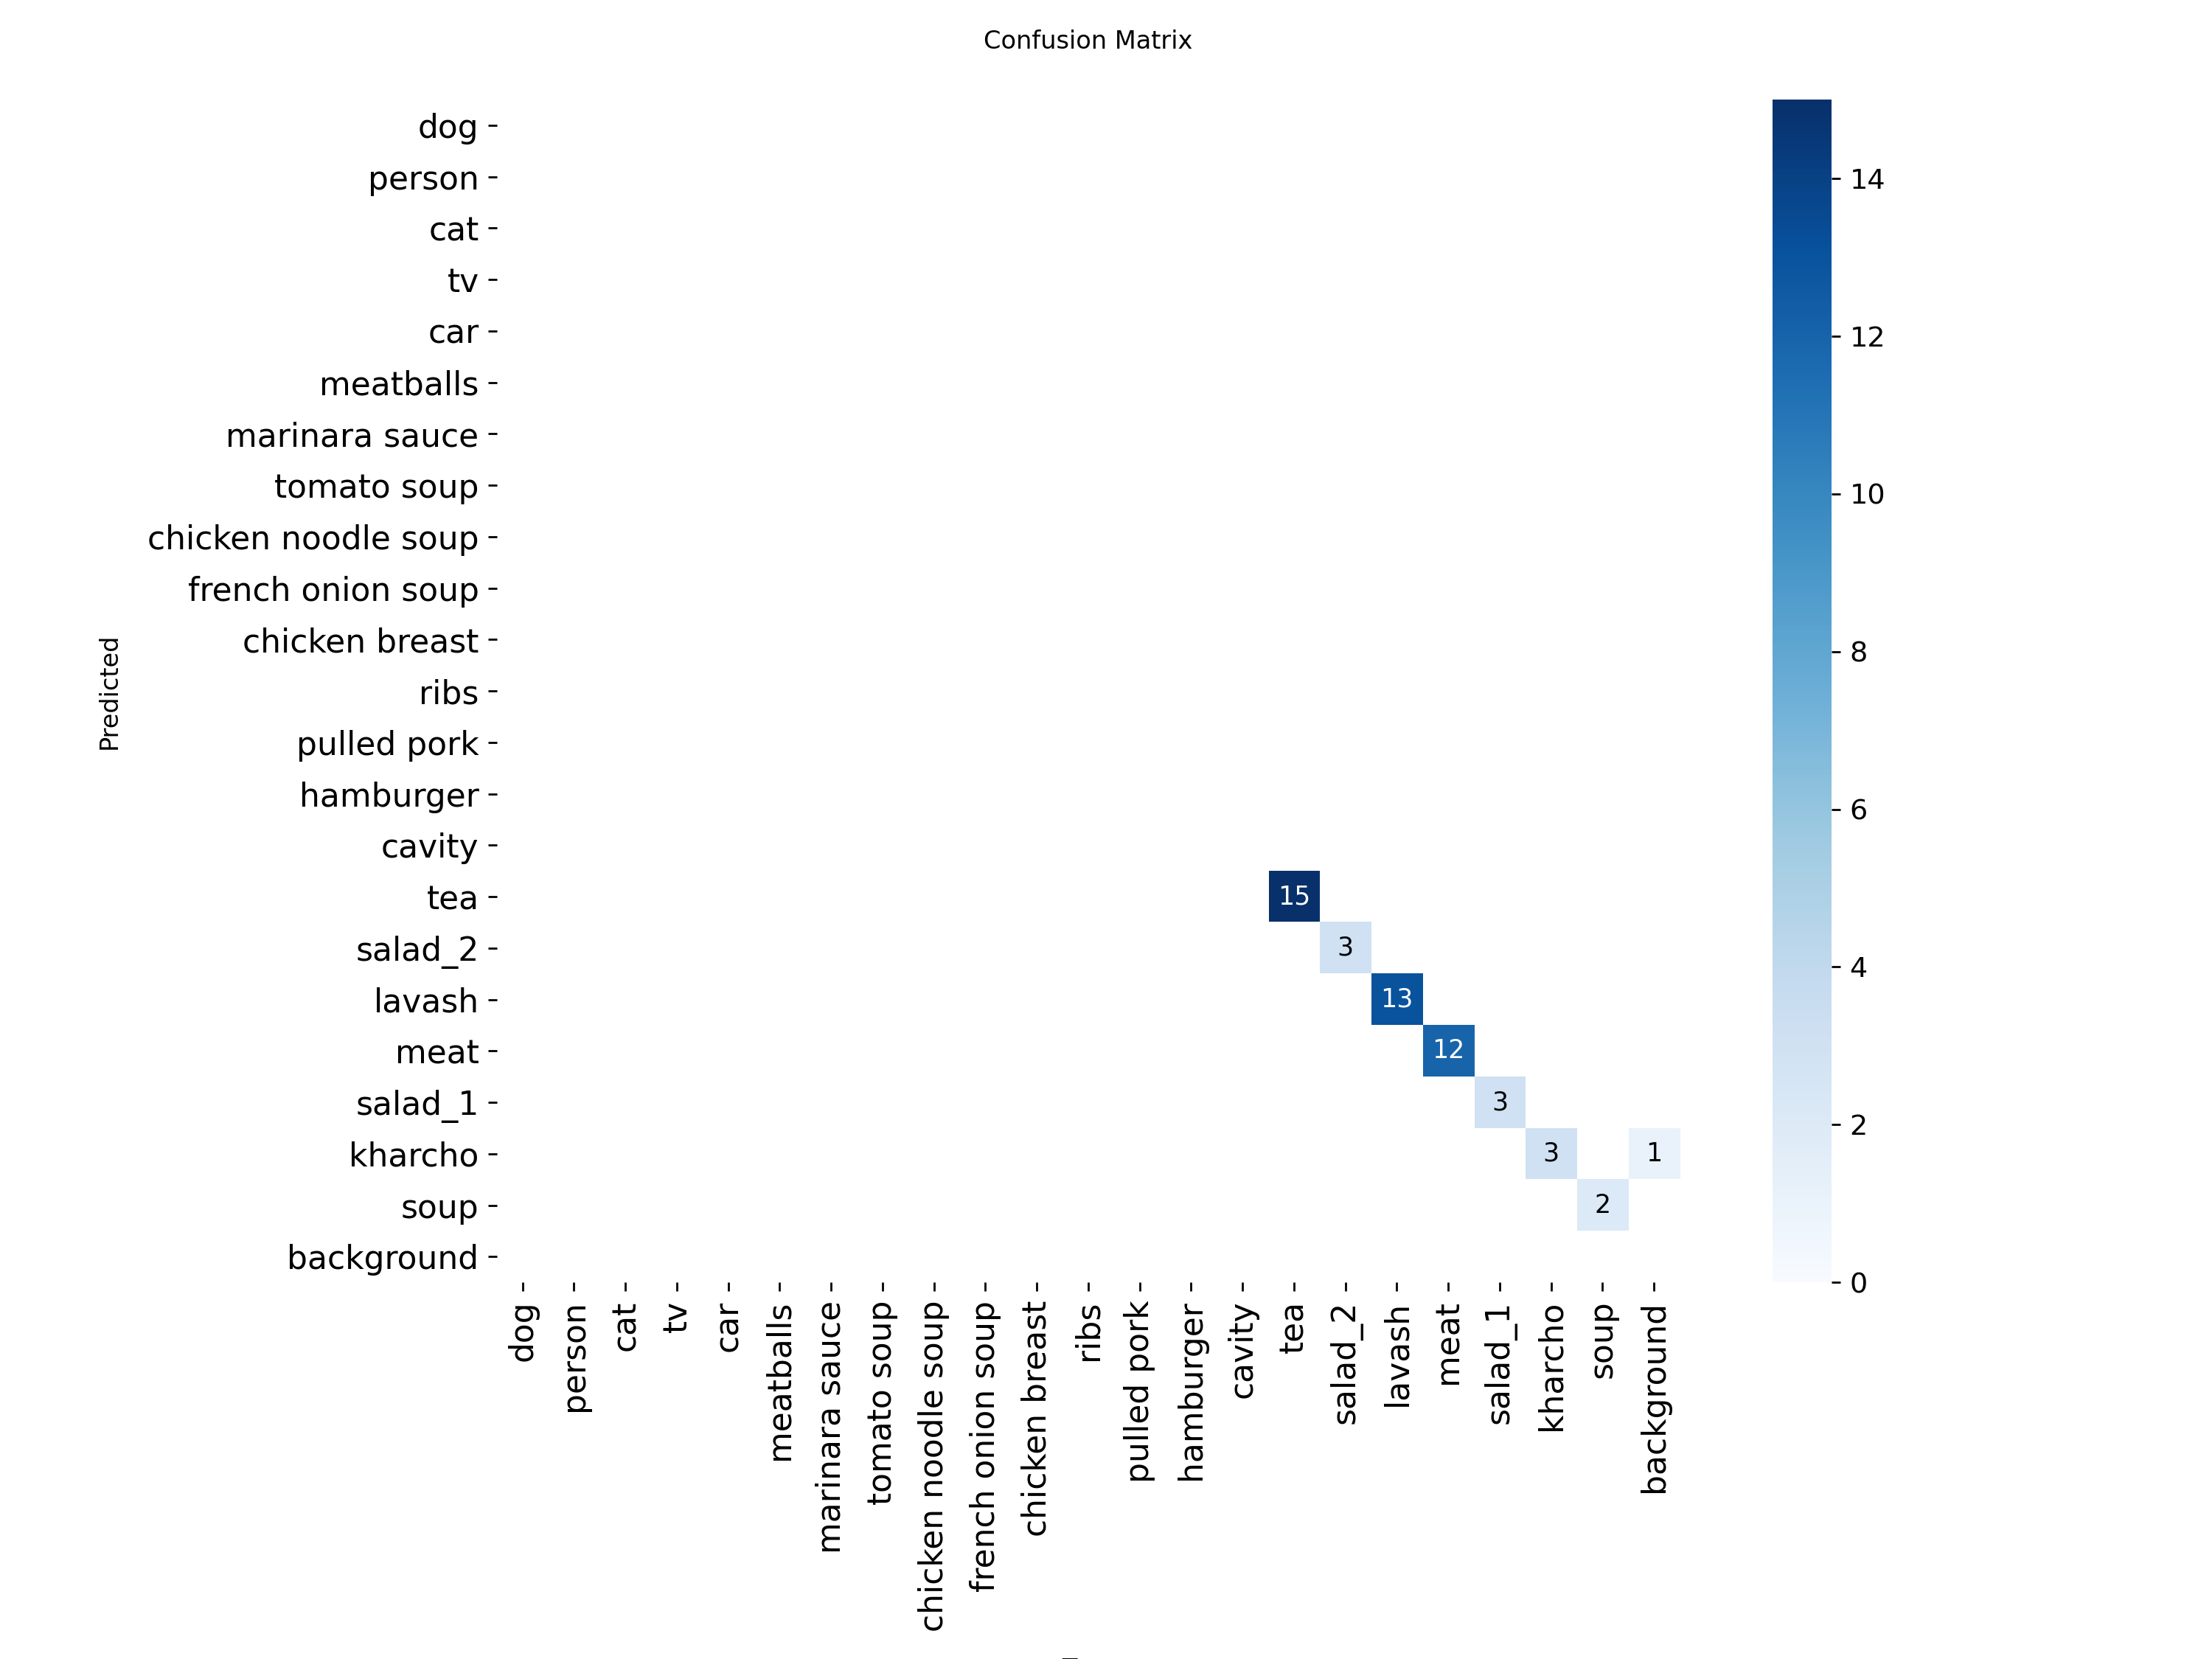 Confusion Matrix
Predicted
dog
person
cat
tv
car
meatballs
marinara sauce
tomato soup
chicken noodle soup
french onion soup
chicken breast
ribs
pulled pork
hamburger
cavity
tea
salad_2
lavash
meat
salad_1
kharcho
soup
background
15
3
13
12
3
3 1
2
dog person cat tv car meatballs marinara sauce tomato soup chicken noodle soup french onion soup chicken breast ribs pulled pork hamburger cavity tea salad_2 lavash meat salad_1 kharcho soup background
14
12
10
8
6
4
2
0